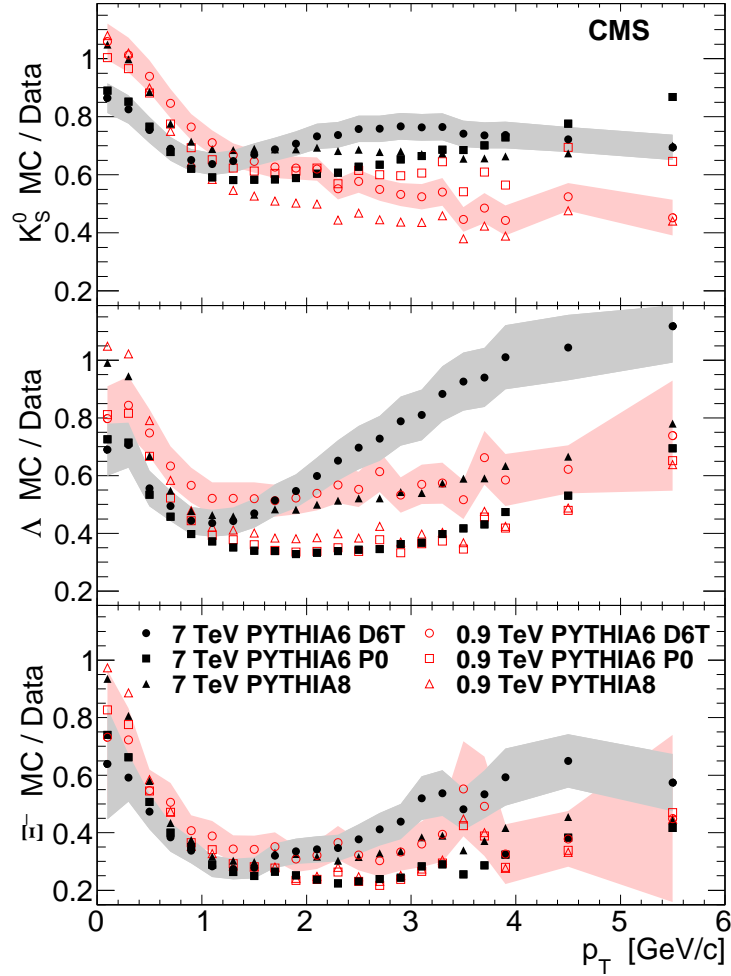 CMS
K⁰_S MC / Data
1
0.8
0.6
0.4
0.2
Λ MC / Data
1
0.8
0.6
0.4
0.2
7 TeV PYTHIA6 D6T
0.9 TeV PYTHIA6 D6T
7 TeV PYTHIA6 P0
0.9 TeV PYTHIA6 P0
7 TeV PYTHIA8
0.9 TeV PYTHIA8
Ξ⁻ MC / Data
1
0.8
0.6
0.4
0.2
0 1 2 3 4 5 6
p_T [GeV/c]